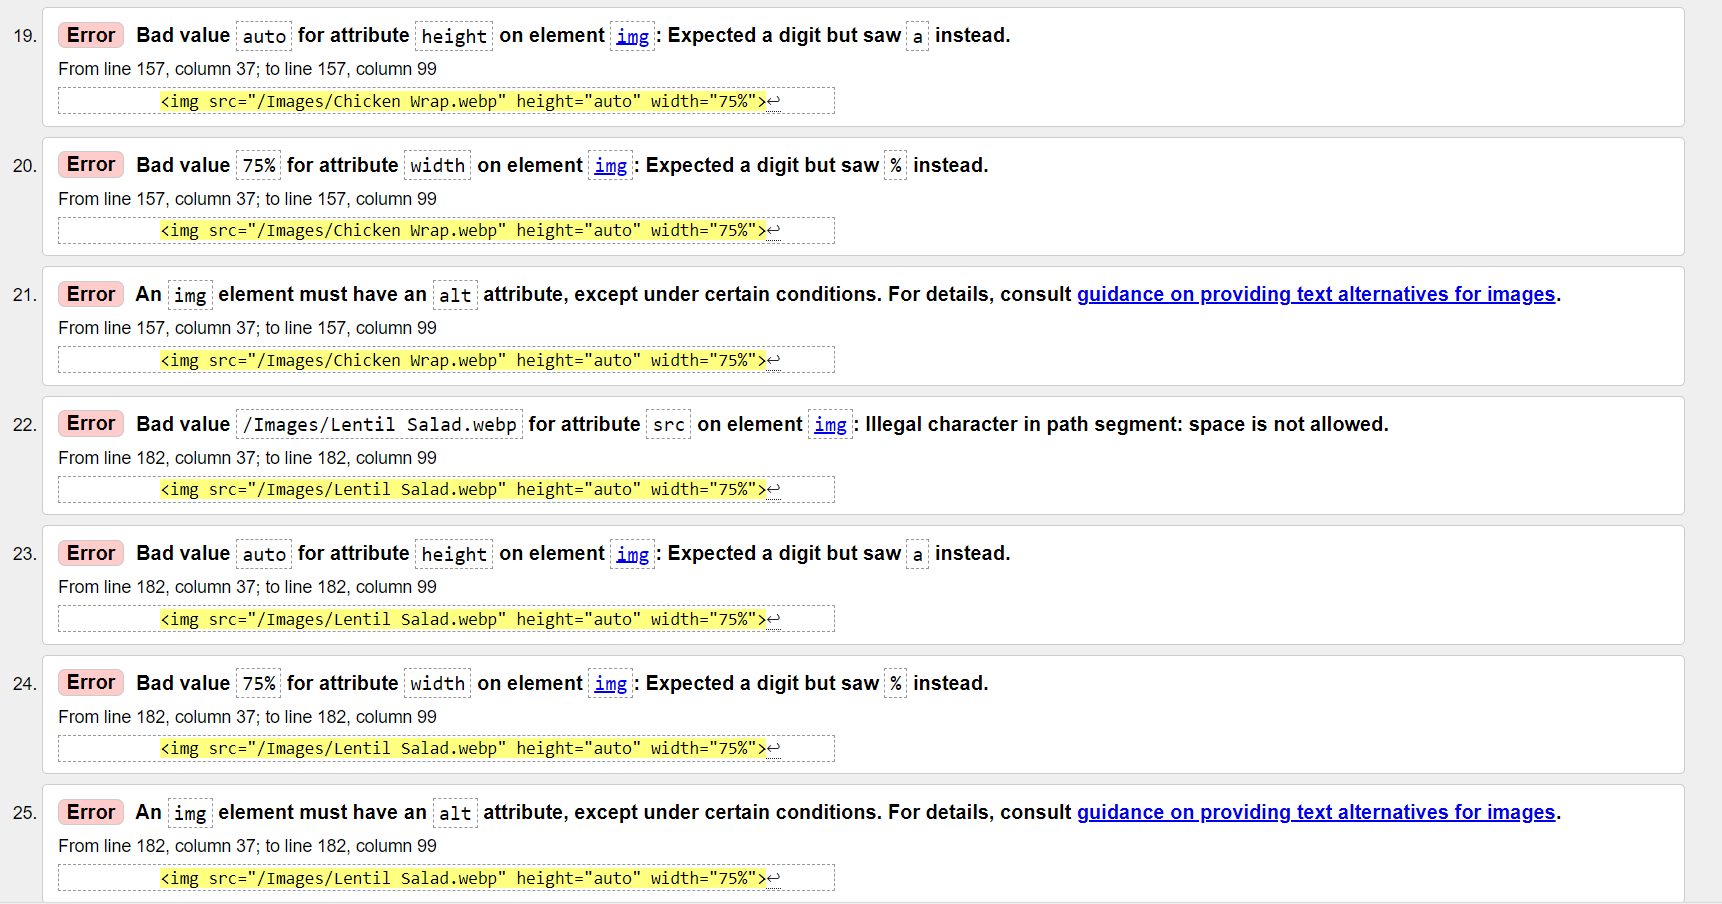 19. Error Bad value auto for attribute height on element img: Expected a digit but saw a instead.
From line 157, column 37; to line 157, column 99
<img src="/Images/Chicken Wrap.webp" height="auto" width="75%">↩
20. Error Bad value 75% for attribute width on element img: Expected a digit but saw % instead.
From line 157, column 37; to line 157, column 99
<img src="/Images/Chicken Wrap.webp" height="auto" width="75%">↩
21. Error An img element must have an alt attribute, except under certain conditions. For details, consult guidance on providing text alternatives for images.
From line 157, column 37; to line 157, column 99
<img src="/Images/Chicken Wrap.webp" height="auto" width="75%">↩
22. Error Bad value /Images/Lentil Salad.webp for attribute src on element img: Illegal character in path segment: space is not allowed.
From line 182, column 37; to line 182, column 99
<img src="/Images/Lentil Salad.webp" height="auto" width="75%">↩
23. Error Bad value auto for attribute height on element img: Expected a digit but saw a instead.
From line 182, column 37; to line 182, column 99
<img src="/Images/Lentil Salad.webp" height="auto" width="75%">↩
24. Error Bad value 75% for attribute width on element img: Expected a digit but saw % instead.
From line 182, column 37; to line 182, column 99
<img src="/Images/Lentil Salad.webp" height="auto" width="75%">↩
25. Error An img element must have an alt attribute, except under certain conditions. For details, consult guidance on providing text alternatives for images.
From line 182, column 37; to line 182, column 99
<img src="/Images/Lentil Salad.webp" height="auto" width="75%">↩